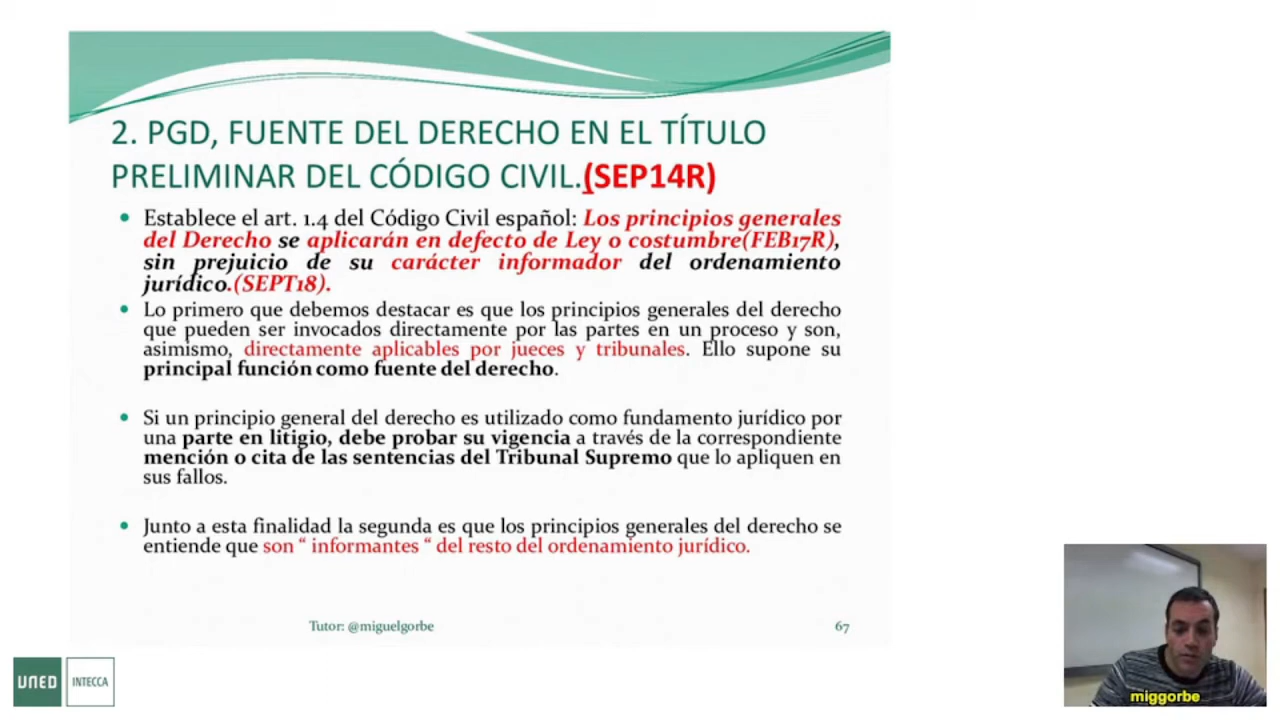 2. PGD, FUENTE DEL DERECHO EN EL TÍTULO
PRELIMINAR DEL CÓDIGO CIVIL.(SEP14R)
• Establece el art. 1.4 del Código Civil español: Los principios generales
del Derecho se aplicarán en defecto de Ley o costumbre(FEB17R),
sin prejuicio de su carácter informador del ordenamiento
jurídico.(SEPT18).
• Lo primero que debemos destacar es que los principios generales del derecho
que pueden ser invocados directamente por las partes en un proceso y son,
asimismo, directamente aplicables por jueces y tribunales. Ello supone su
principal función como fuente del derecho.
• Si un principio general del derecho es utilizado como fundamento jurídico por
una parte en litigio, debe probar su vigencia a través de la correspondiente
mención o cita de las sentencias del Tribunal Supremo que lo apliquen en
sus fallos.
• Junto a esta finalidad la segunda es que los principios generales del derecho se
entiende que son “ informantes “ del resto del ordenamiento jurídico.
Tutor: @miguelgorbe
67
UNED
INTECCA
miggorbe